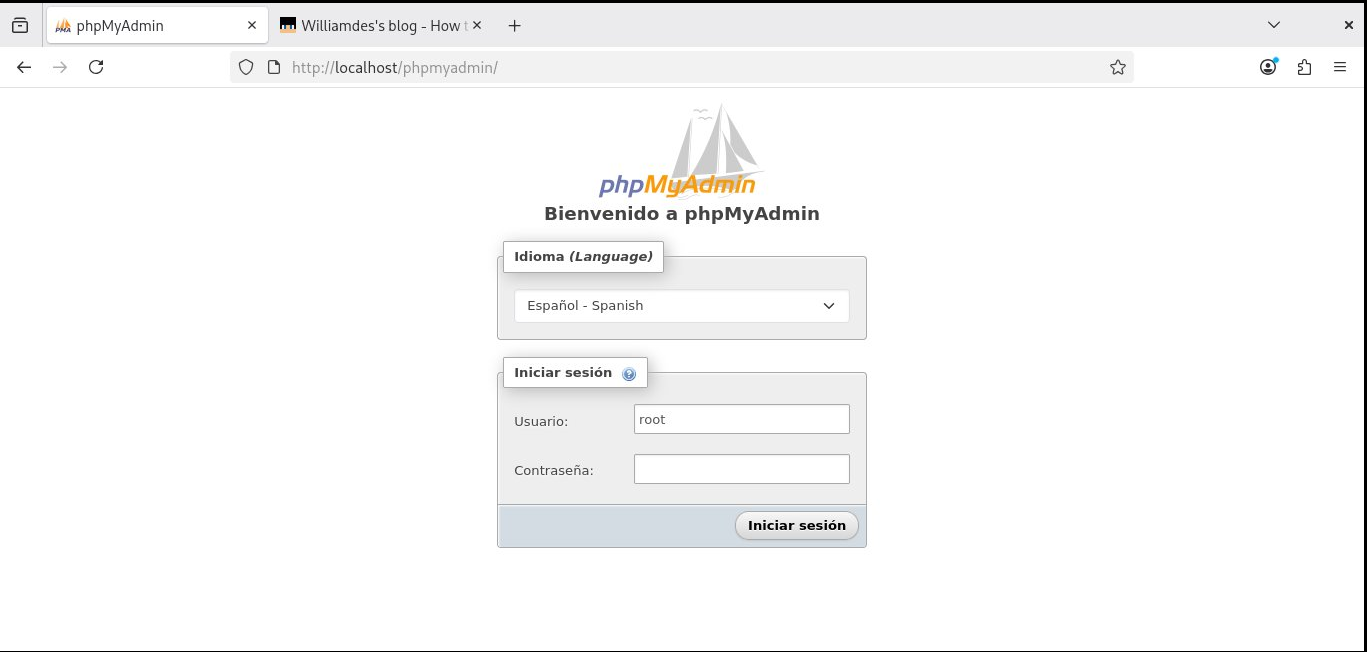 phpMyAdmin
Williamdes's blog - How t
http://localhost/phpmyadmin/
phpMyAdmin
Bienvenido a phpMyAdmin
Idioma (Language)
Español - Spanish
Iniciar sesión
Usuario: root
Contraseña:
Iniciar sesión